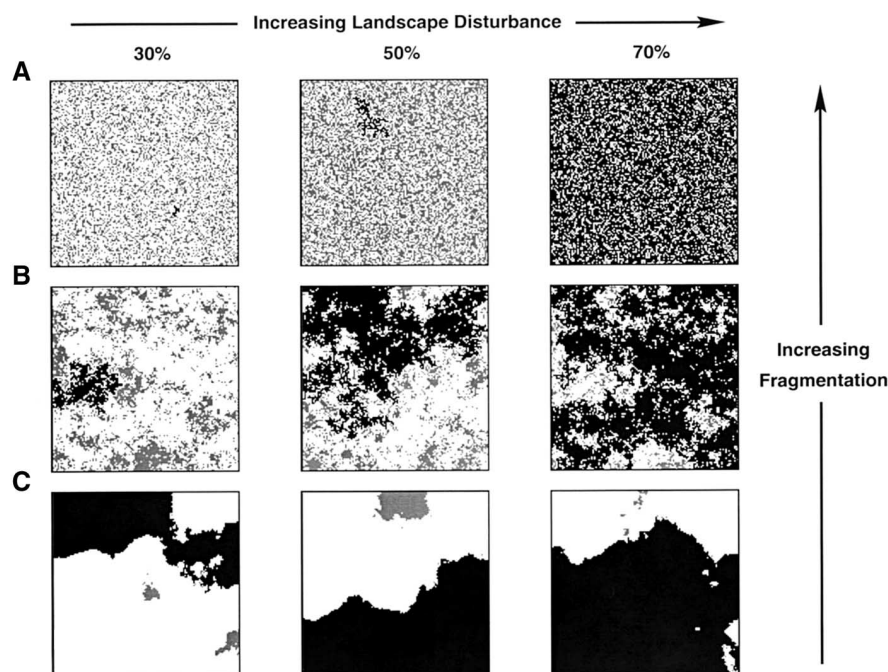 Increasing Landscape Disturbance
30% 50% 70%
A
B
Increasing
Fragmentation
C